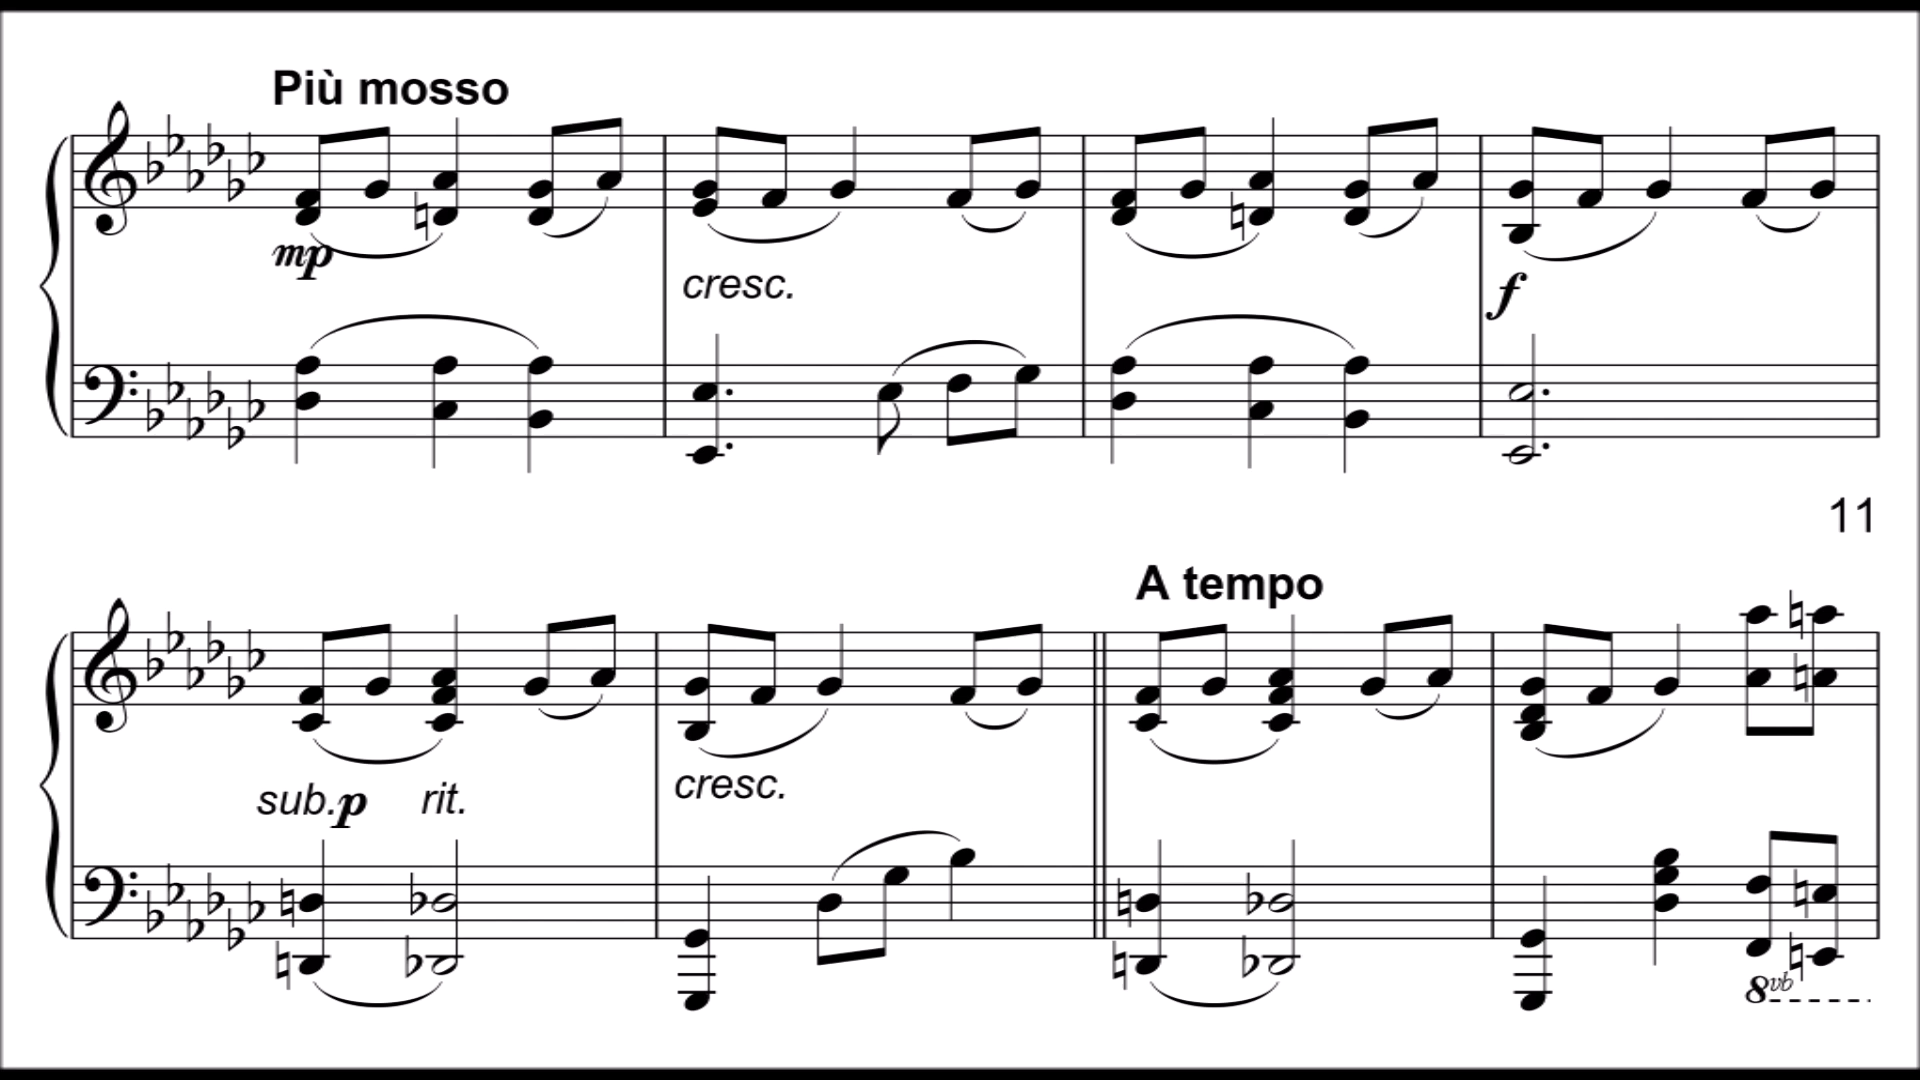 Più mosso
mp
cresc.
f
11
A tempo
sub.p rit.
cresc.
8vb